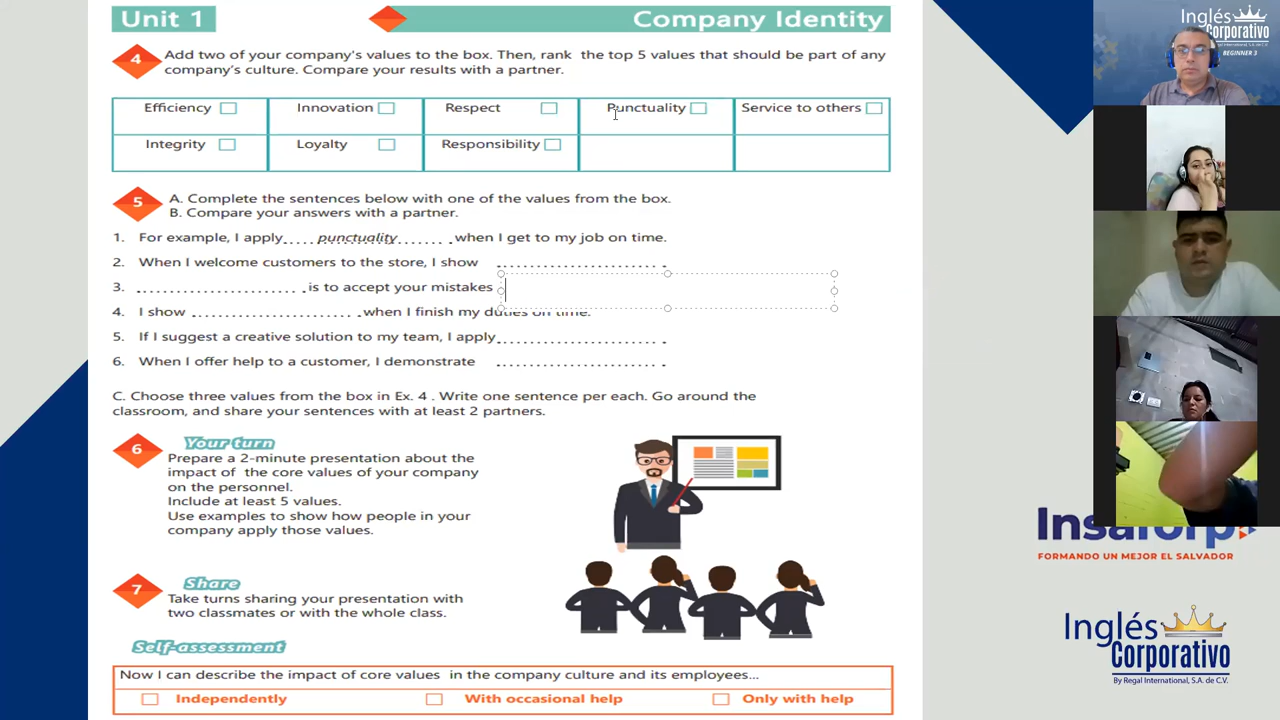 Unit 1
Company Identity
4
Add two of your company's values to the box. Then, rank the top 5 values that should be part of any
company's culture. Compare your results with a partner.
Efficiency Innovation Respect Punctuality Service to others
Integrity Loyalty Responsibility
5
A. Complete the sentences below with one of the values from the box.
B. Compare your answers with a partner.
1. For example, I apply.... punctuality ....... when I get to my job on time.
2. When I welcome customers to the store, I show ............................
3. ............................ is to accept your mistakes
4. I show ............................ when I finish my duties on time.
5. If I suggest a creative solution to my team, I apply............................
6. When I offer help to a customer, I demonstrate ............................
C. Choose three values from the box in Ex. 4 . Write one sentence per each. Go around the
classroom, and share your sentences with at least 2 partners.
6
Your turn
Prepare a 2-minute presentation about the
impact of the core values of your company
on the personnel.
Include at least 5 values.
Use examples to show how people in your
company apply those values.
7
Share
Take turns sharing your presentation with
two classmates or with the whole class.
Self-assessment
Now I can describe the impact of core values in the company culture and its employees...
Independently With occasional help Only with help
Inglés
Corporativo
BEGINNER 3
Insaforp
FORMANDO UN MEJOR EL SALVADOR
Inglés
Corporativo
By Regal International, S.A. de C.V.